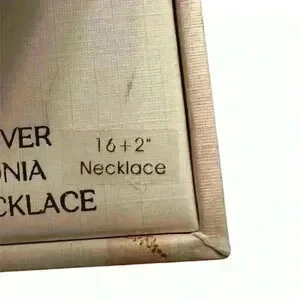 VER
16+2"
ONIA
Necklace
CKLACE